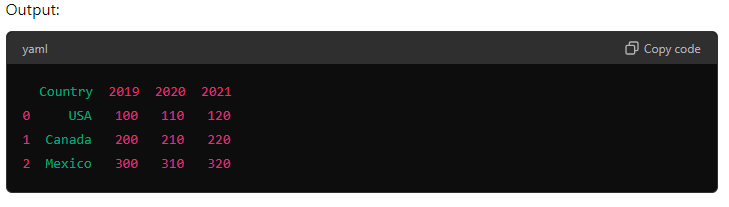 Output:
yaml Copy code
Country 2019 2020 2021
0 USA 100 110 120
1 Canada 200 210 220
2 Mexico 300 310 320